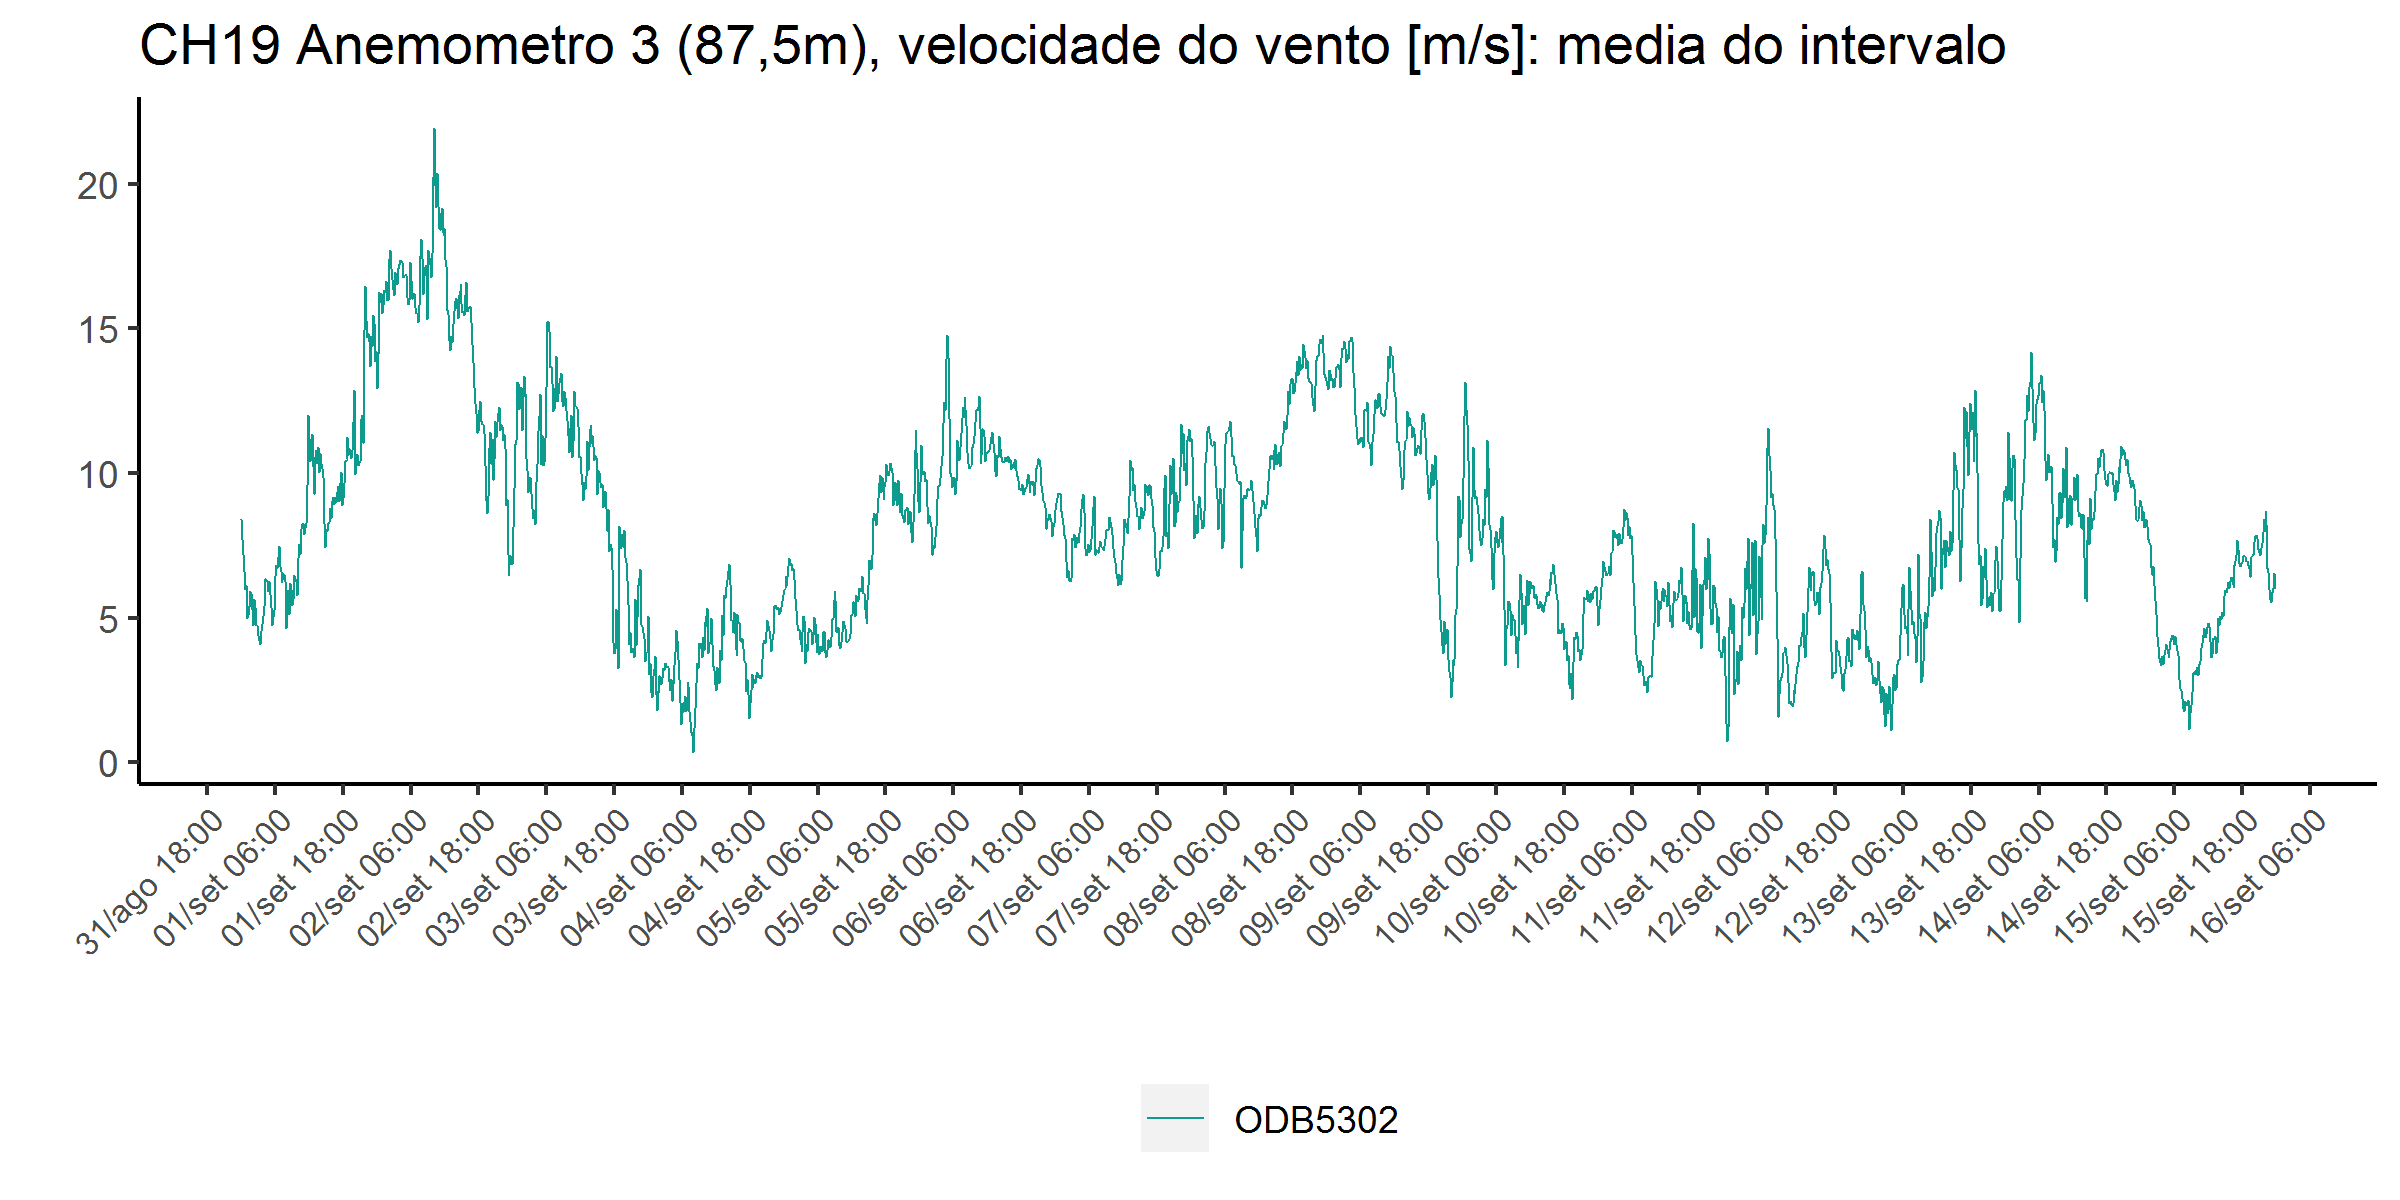 CH19 Anemometro 3 (87,5m), velocidade do vento [m/s]: media do intervalo
20
15
10
5
0
31/ago 18:00
01/set 06:00
01/set 18:00
02/set 06:00
02/set 18:00
03/set 06:00
03/set 18:00
04/set 06:00
04/set 18:00
05/set 06:00
05/set 18:00
06/set 06:00
06/set 18:00
07/set 06:00
07/set 18:00
08/set 06:00
08/set 18:00
09/set 06:00
09/set 18:00
10/set 06:00
10/set 18:00
11/set 06:00
11/set 18:00
12/set 06:00
12/set 18:00
13/set 06:00
13/set 18:00
14/set 06:00
14/set 18:00
15/set 06:00
15/set 18:00
16/set 06:00
ODB5302